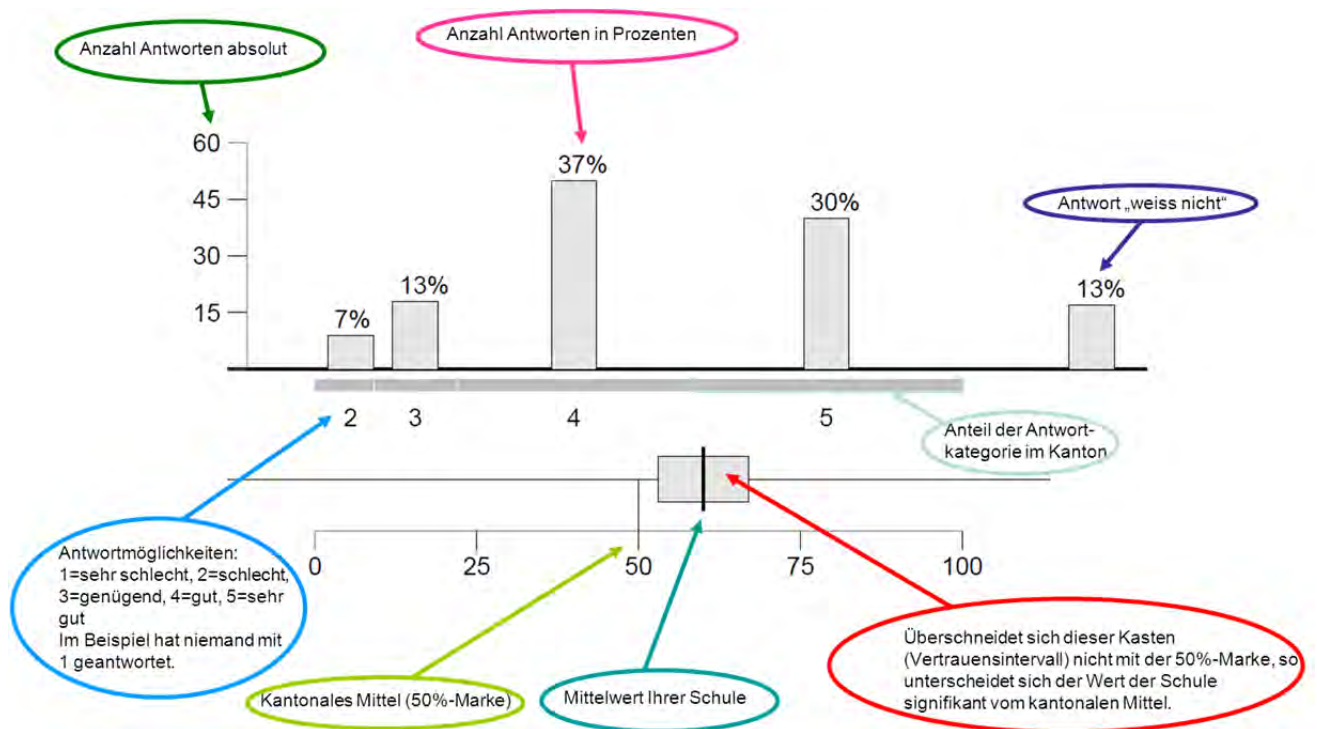 Anzahl Antworten absolut
Anzahl Antworten in Prozenten
60
45
30
15
7%
13%
37%
30%
13%
Antwort „weiss nicht“
2
3
4
5
Anteil der Antwort-
kategorie im Kanton
0
25
50
75
100
Antwortmöglichkeiten:
1=sehr schlecht, 2=schlecht,
3=genügend, 4=gut, 5=sehr
gut
Im Beispiel hat niemand mit
1 geantwortet.
Kantonales Mittel (50%-Marke)
Mittelwert Ihrer Schule
Überschneidet sich dieser Kasten
(Vertrauensintervall) nicht mit der 50%-Marke, so
unterscheidet sich der Wert der Schule
signifikant vom kantonalen Mittel.